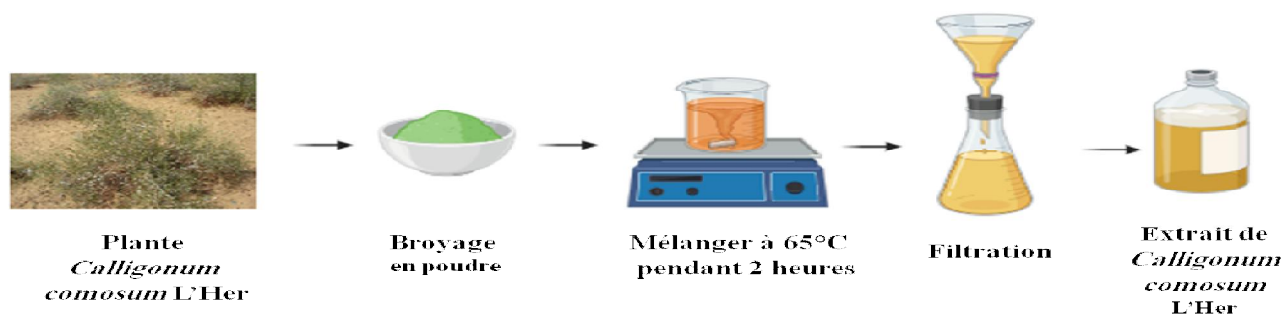 Plante
Calligonum
comosum L'Her
Broyage
en poudre
Mélanger à 65°C
pendant 2 heures
Filtration
Extrait de
Calligonum
comosum
L'Her